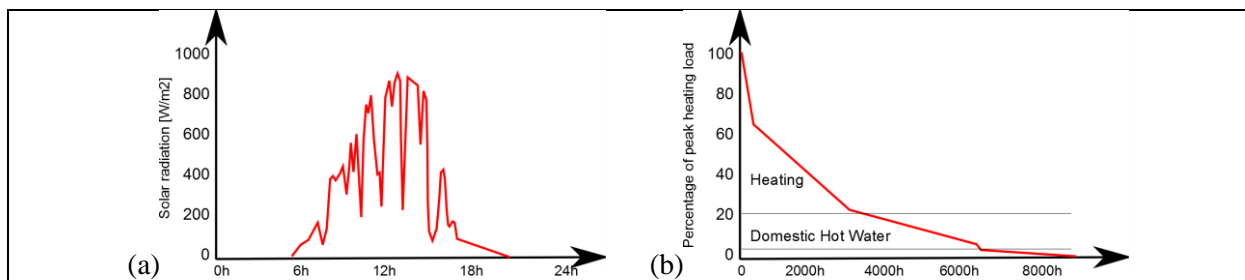 (a)
Solar radiation [W/m2]
1000
800
600
400
200
0
0h 6h 12h 18h 24h
(b)
Percentage of peak heating load
100
80
60
40
20
0
Heating
Domestic Hot Water
0 2000h 4000h 6000h 8000h